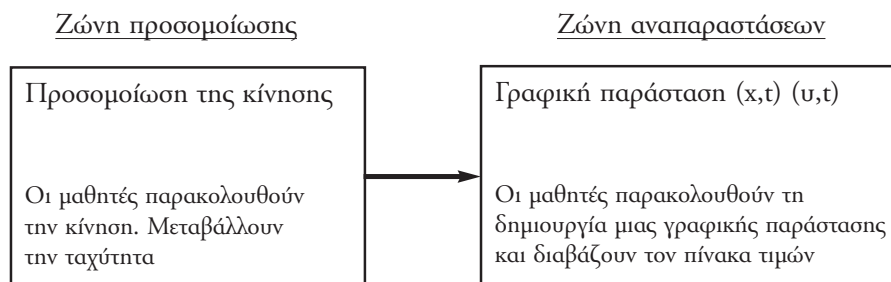 Ζώνη προσομοίωσης
Ζώνη αναπαραστάσεων
Προσομοίωση της κίνησης
Οι μαθητές παρακολουθούν
την κίνηση. Μεταβάλλουν
την ταχύτητα
Γραφική παράσταση (x,t) (υ,t)
Οι μαθητές παρακολουθούν τη
δημιουργία μιας γραφικής παράστασης
και διαβάζουν τον πίνακα τιμών